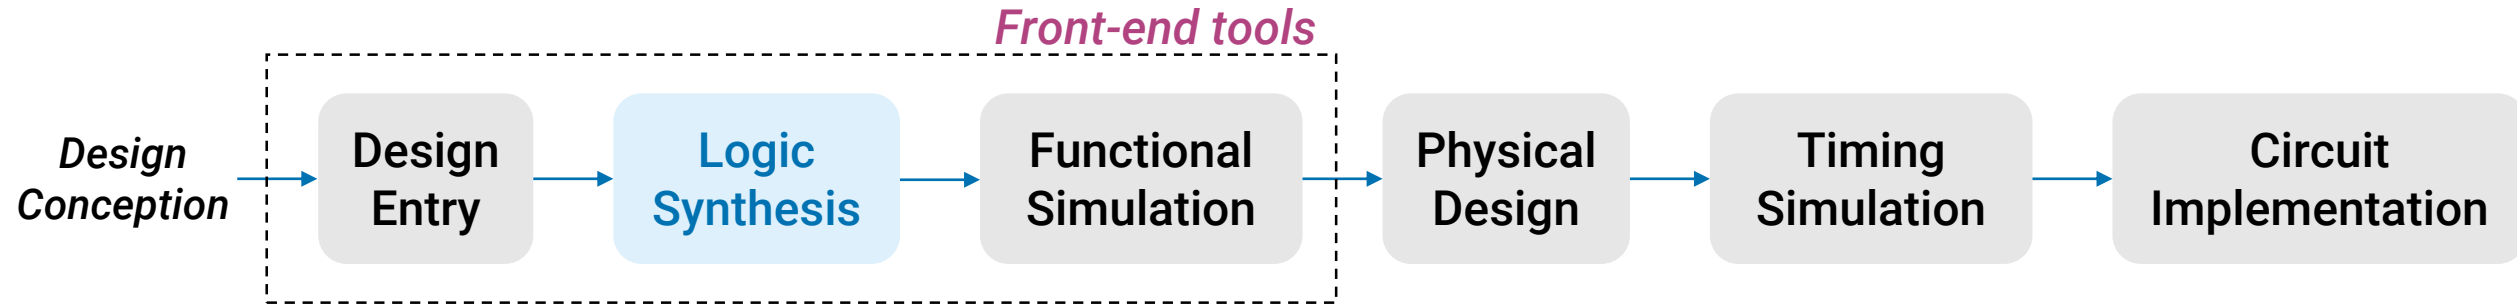 Front-end tools
Design
Conception
Design
Entry
Logic
Synthesis
Functional
Simulation
Physical
Design
Timing
Simulation
Circuit
Implementation